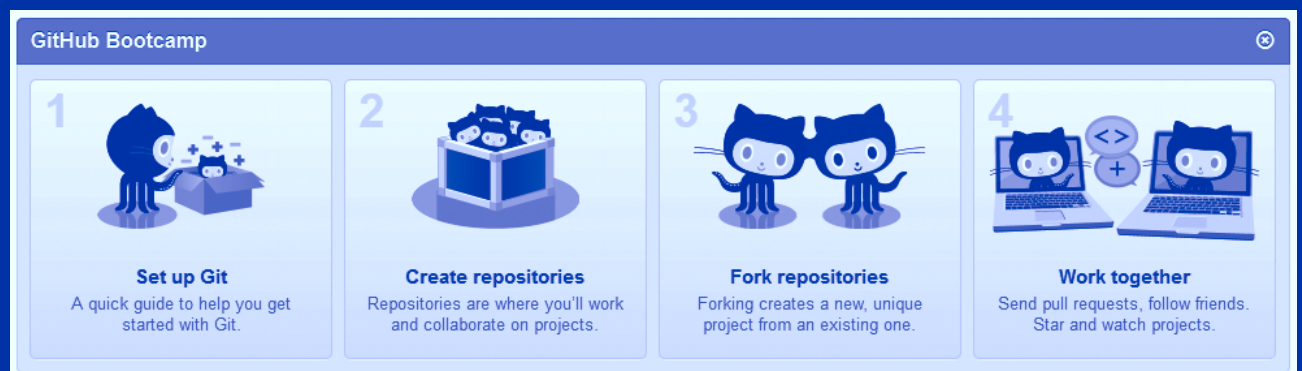 GitHub Bootcamp
1
2
3
4
Set up Git
A quick guide to help you get
started with Git.
Create repositories
Repositories are where you'll work
and collaborate on projects.
Fork repositories
Forking creates a new, unique
project from an existing one.
Work together
Send pull requests, follow friends.
Star and watch projects.